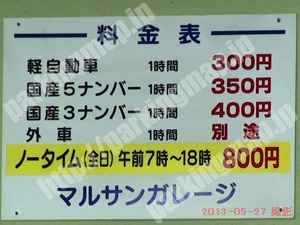 料金表
軽自動車 1時間 300円
国産5ナンバー 1時間 350円
国産3ナンバー 1時間 400円
外車 1時間 別途
ノータイム(全日)午前7時~18時 800円
マルサンガレージ
2013-05-27 撮影